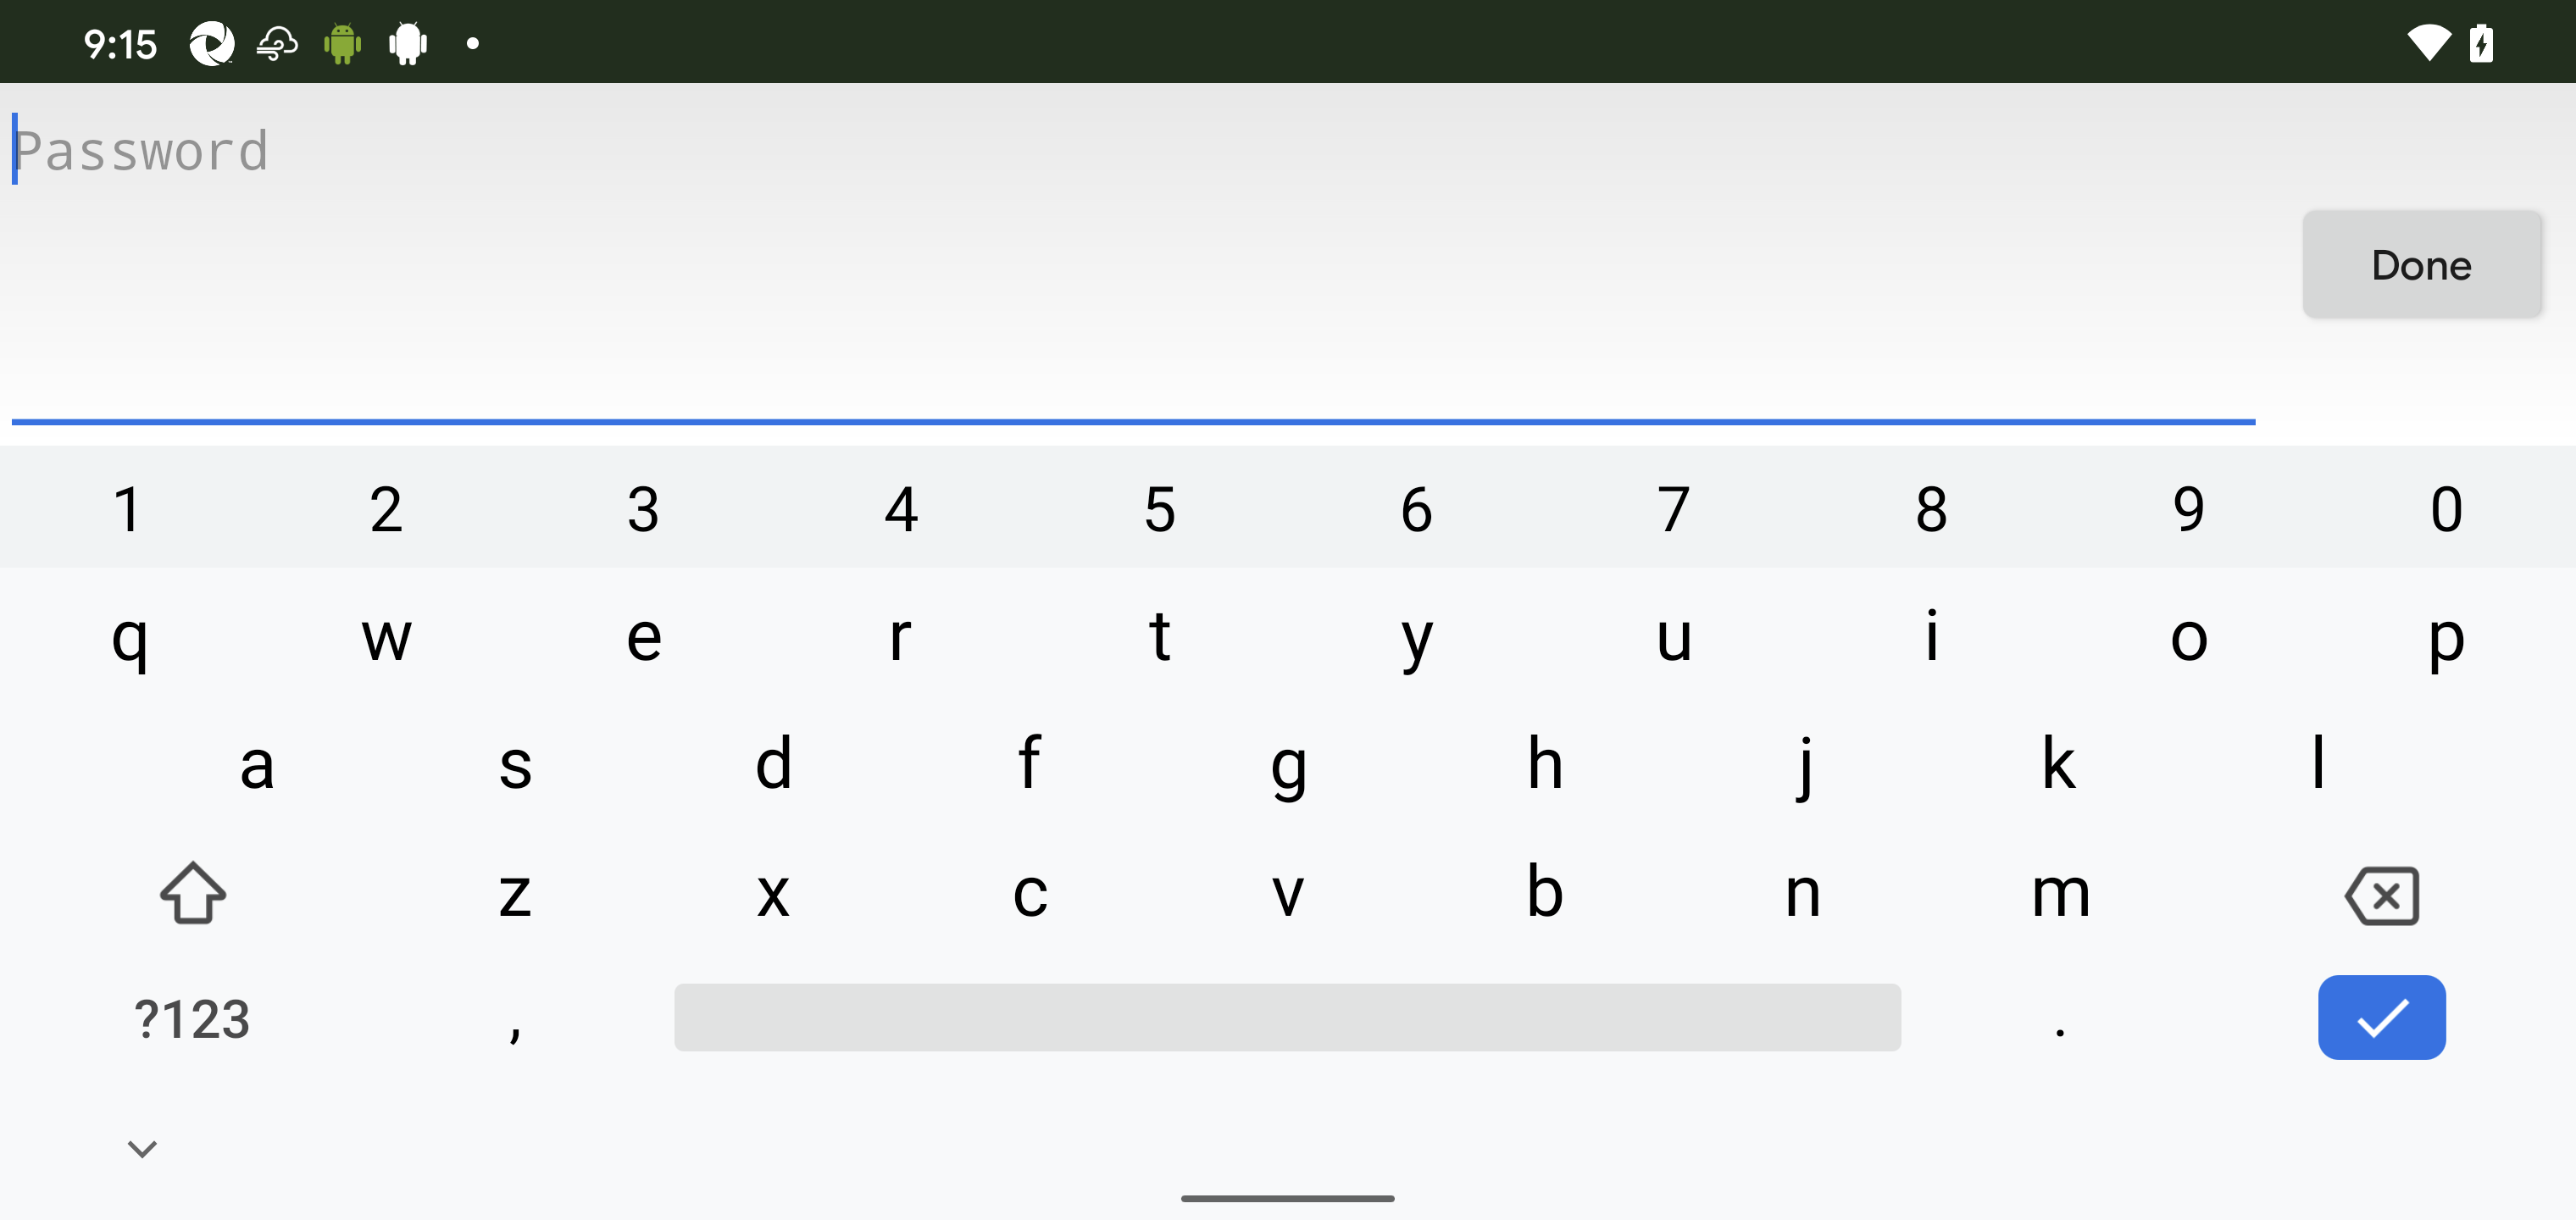 9:15
Password
Done
1 2 3 4 5 6 7 8 9 0
q w e r t y u i o p
a s d f g h j k l
z x c v b n m
?123 , .